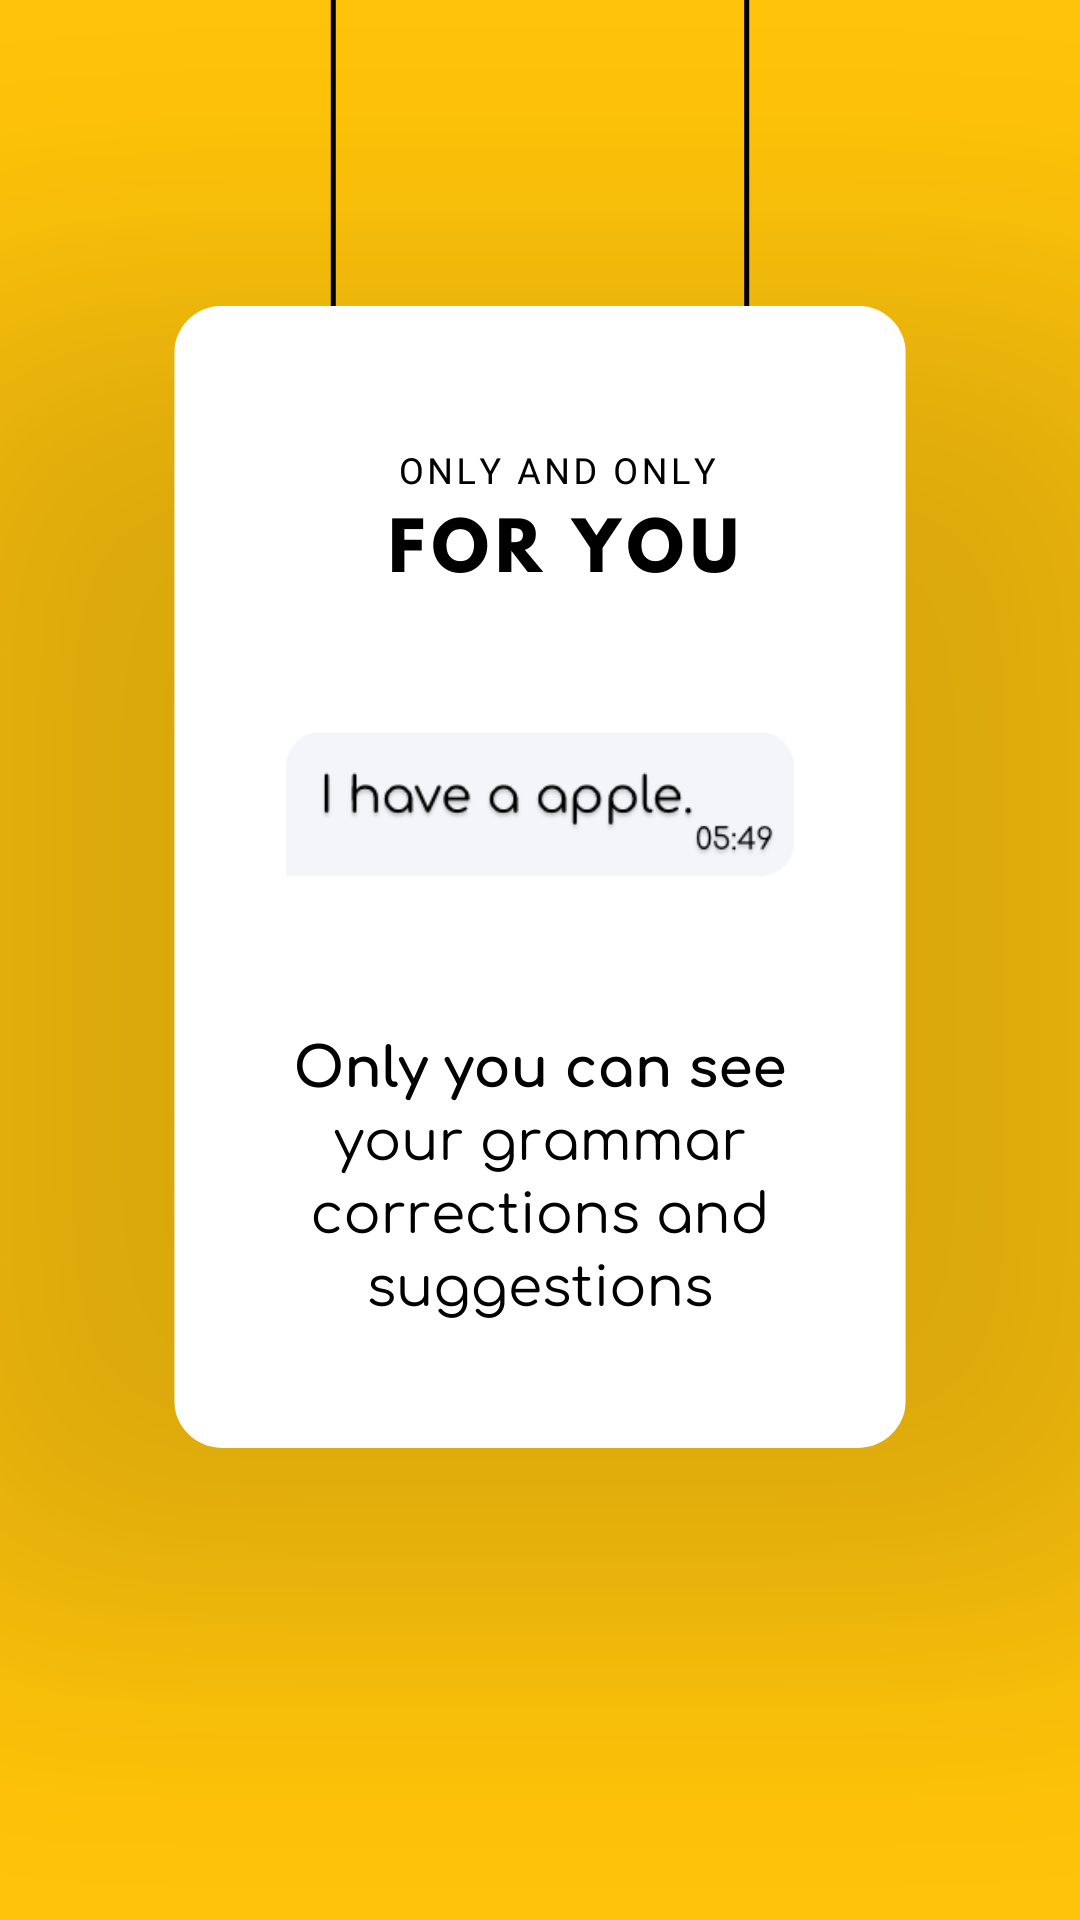 ONLY AND ONLY
FOR YOU
I have a apple.
05:49
Only you can see
your grammar
corrections and
suggestions